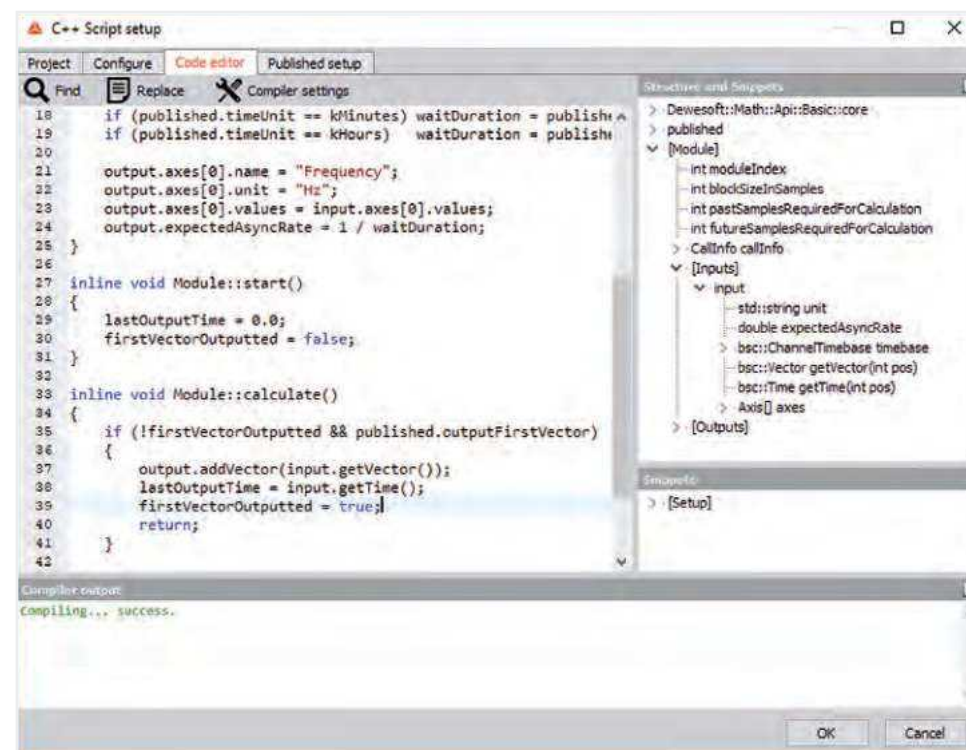 C++ Script setup
Project Configure Code editor Published setup
Find Replace Compiler settings
18 if (published.timeUnit == kMinutes) waitDuration = publishe
19 if (published.timeUnit == kHours) waitDuration = publishe
20
21 output.axes[0].name = "Frequency";
22 output.axes[0].unit = "Hz";
23 output.axes[0].values = input.axes[0].values;
24 output.expectedAsyncRate = 1 / waitDuration;
25 }
26
27 inline void Module::start()
28 {
29 lastOutputTime = 0.0;
30 firstVectorOutputted = false;
31 }
32
33 inline void Module::calculate()
34 {
35 if (!firstVectorOutputted && published.outputFirstVector)
36 {
37 output.addVector(input.getVector());
38 lastOutputTime = input.getTime();
39 firstVectorOutputted = true;
40 return;
41 }
42
Structure and Snippets
Dewesoft::Math::Api::Basic::core
published
[Module]
int moduleIndex
int blockSizeInSamples
int pastSamplesRequiredForCalculation
int futureSamplesRequiredForCalculation
CallInfo callInfo
[Inputs]
input
std::string unit
double expectedAsyncRate
bsc::ChannelTimebase timebase
bsc::Vector getVector(int pos)
bsc::Time getTime(int pos)
Axis[] axes
[Outputs]
Snippets
[Setup]
Compiler output
Compiling... success.
OK Cancel